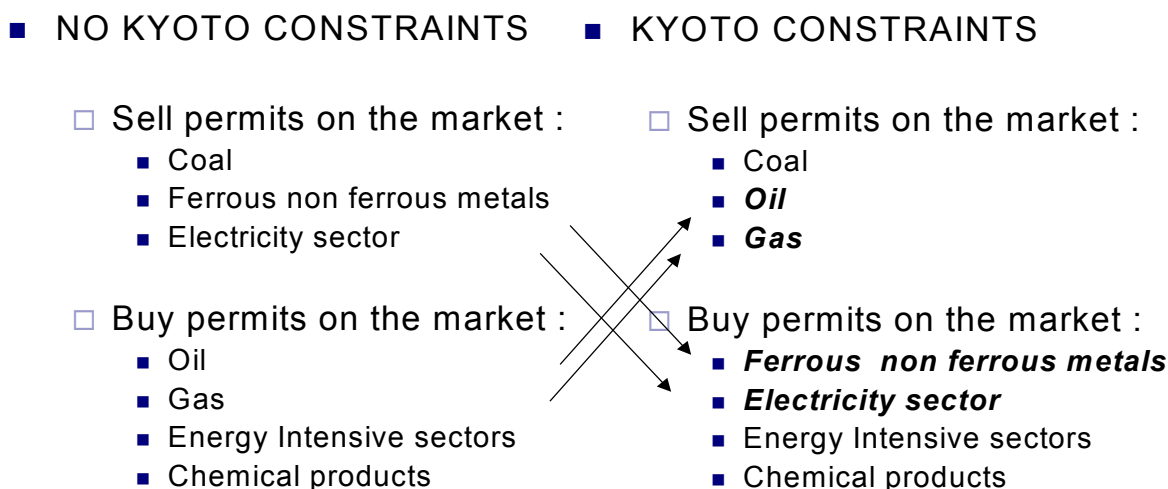 NO KYOTO CONSTRAINTS
Sell permits on the market :
Coal
Ferrous non ferrous metals
Electricity sector
Buy permits on the market :
Oil
Gas
Energy Intensive sectors
Chemical products
KYOTO CONSTRAINTS
Sell permits on the market :
Coal
Oil
Gas
Buy permits on the market :
Ferrous non ferrous metals
Electricity sector
Energy Intensive sectors
Chemical products